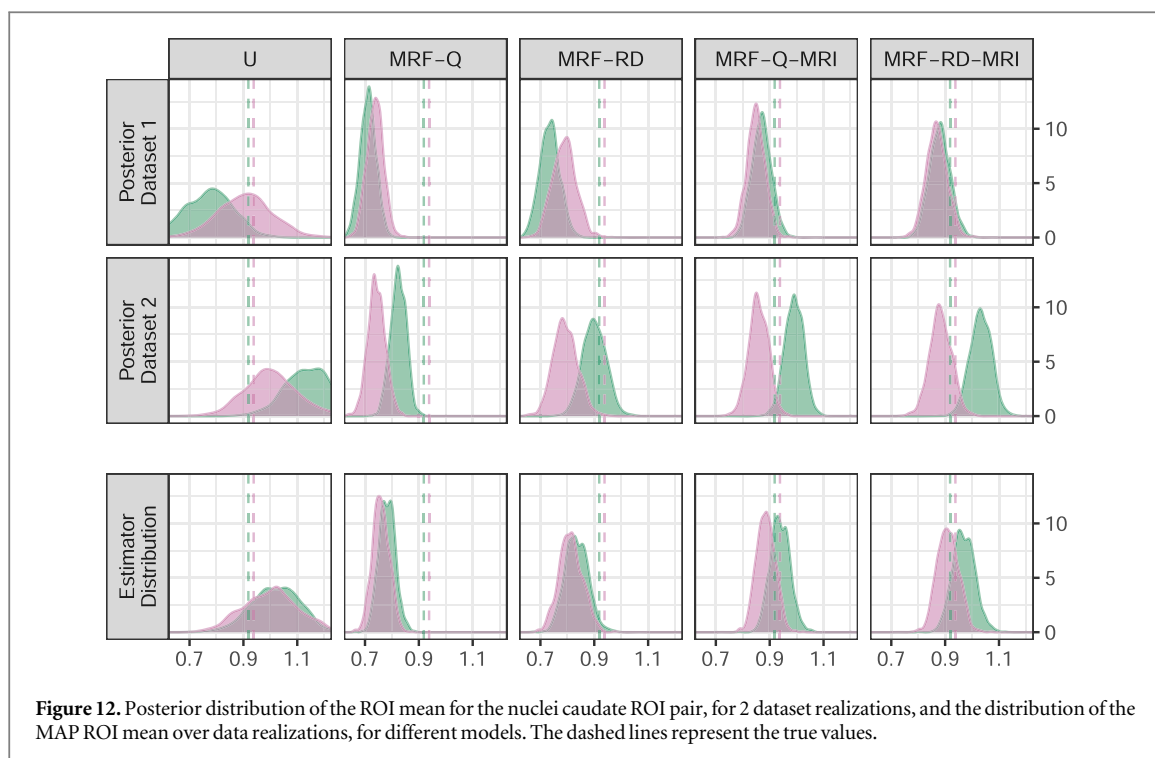 U MRF-Q MRF-RD MRF-Q-MRI MRF-RD-MRI
Posterior
Dataset 1
10
5
0
Posterior
Dataset 2
10
5
0
Estimator
Distribution
10
5
0
0.7 0.9 1.1 0.7 0.9 1.1 0.7 0.9 1.1 0.7 0.9 1.1 0.7 0.9 1.1
Figure 12. Posterior distribution of the ROI mean for the nuclei caudate ROI pair, for 2 dataset realizations, and the distribution of the
MAP ROI mean over data realizations, for different models. The dashed lines represent the true values.